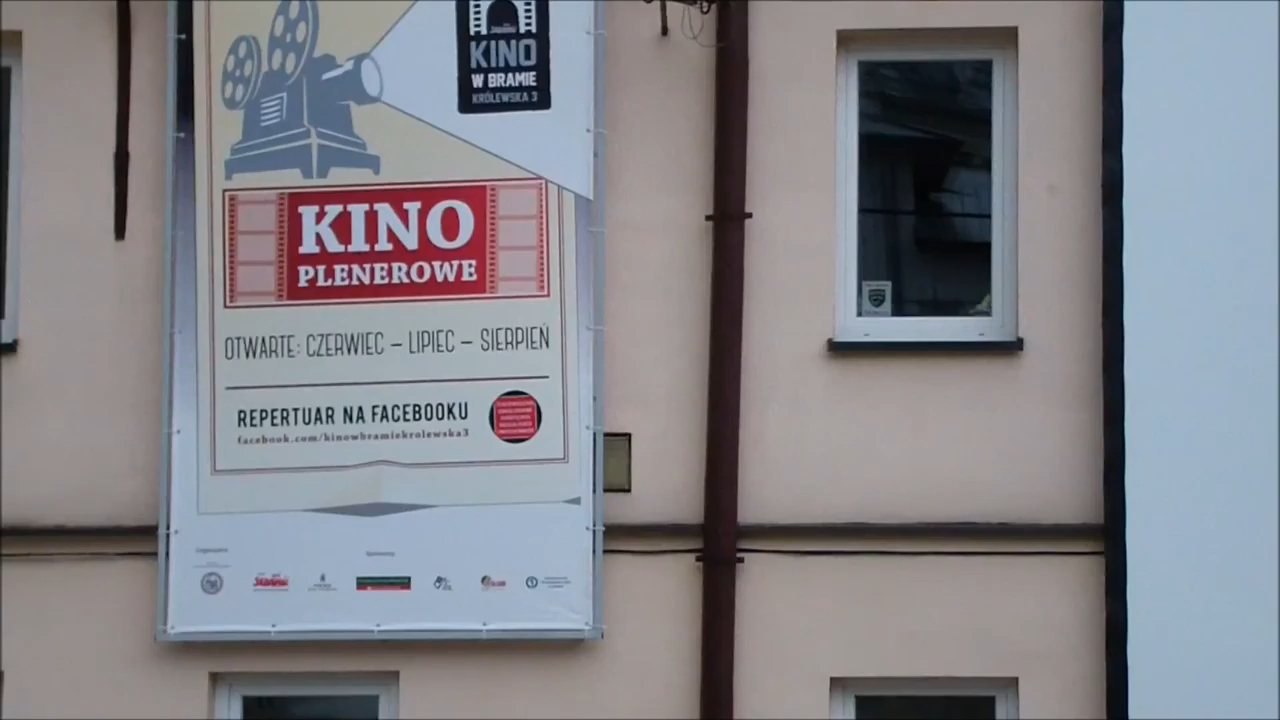 KINO
W BRAMIE
KRÓLEWSKA 3
KINO
PLENEROWE
OTWARTE: CZERWIEC – LIPIEC – SIERPIEŃ
REPERTUAR NA FACEBOOKU
facebook.com/kinowbramiekrolewska3